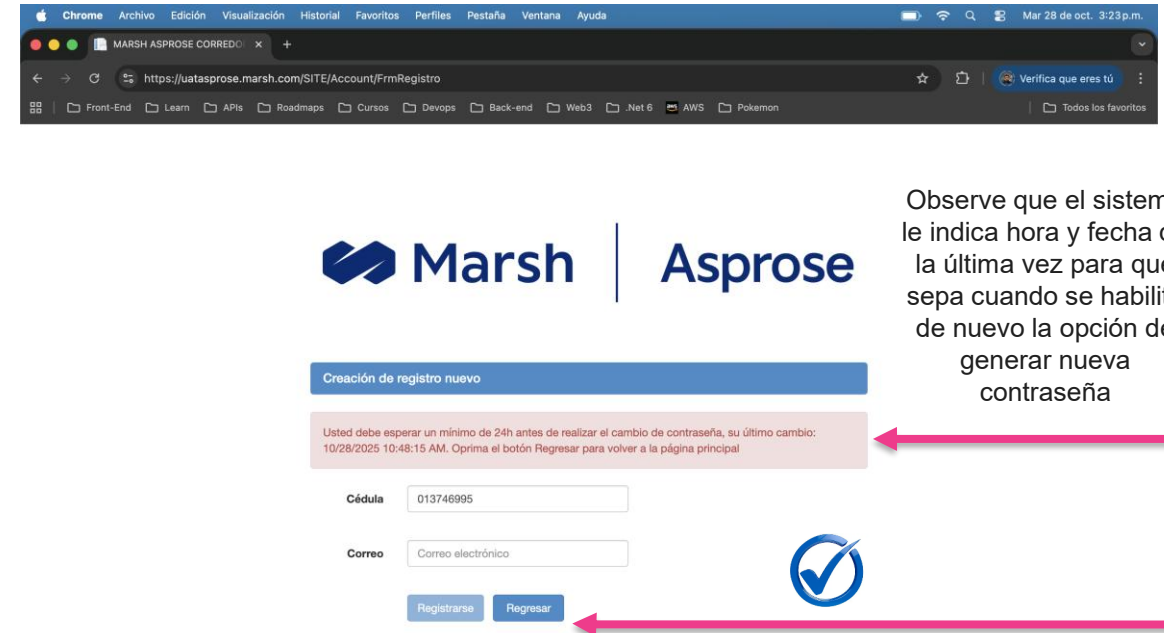 Chrome Archivo Edición Visualización Historial Favoritos Perfiles Pestaña Ventana Ayuda Mar 28 de oct. 3:23 p.m.
MARSH ASPROSE CORREDO
https://uatasprose.marsh.com/SITE/Account/FrmRegistro Verifica que eres tú
Front-End Learn APIs Roadmaps Cursos Devops Back-end Web3 .Net 6 AWS Pokemon Todos los favoritos
Observe que el sistem
le indica hora y fecha
la última vez para que
sepa cuando se habilit
de nuevo la opción de
generar nueva
contraseña
Marsh Asprose
Creación de registro nuevo
Usted debe esperar un mínimo de 24h antes de realizar el cambio de contraseña, su último cambio:
10/28/2025 10:48:15 AM. Oprima el botón Regresar para volver a la página principal
Cédula 013746995
Correo Correo electrónico
Registrarse Regresar